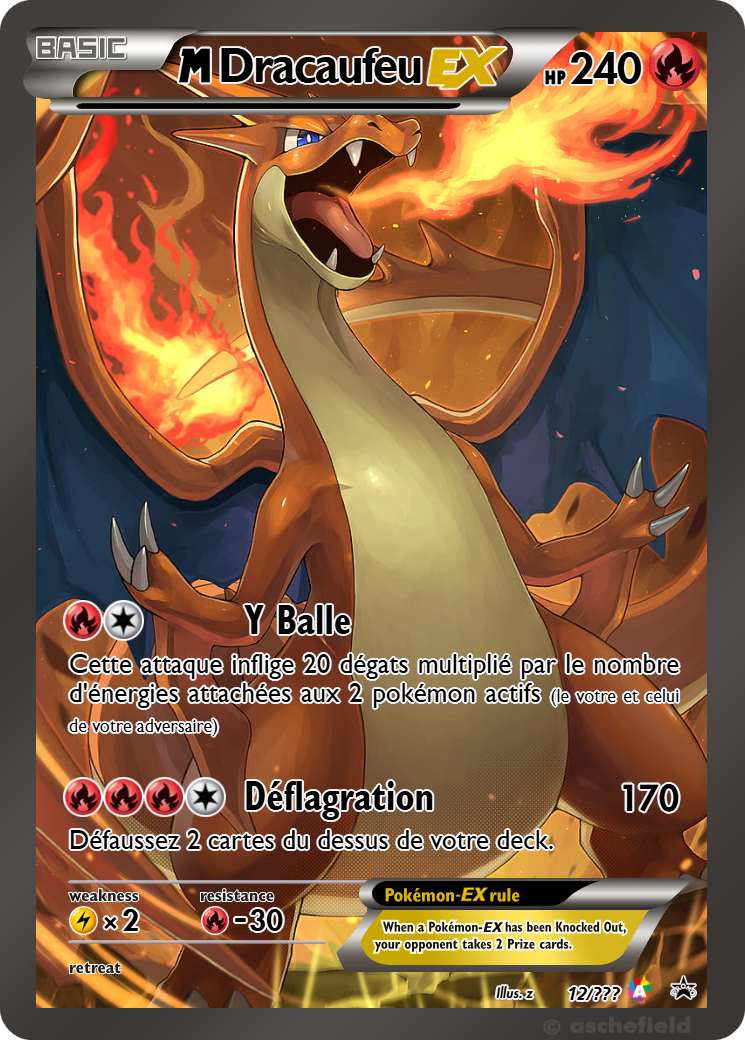 BASIC
M Dracaufeu EX HP 240
Y Balle
Cette attaque inflige 20 dégats multiplié par le nombre
d'énergies attachées aux 2 pokémon actifs (le votre et celui
de votre adversaire)
Déflagration 170
Défaussez 2 cartes du dessus de votre deck.
weakness resistance
×2 -30
retreat
Pokémon-EX rule
When a Pokémon-EX has been Knocked Out,
your opponent takes 2 Prize cards.
Illus. z 12/??? A
© aschefield